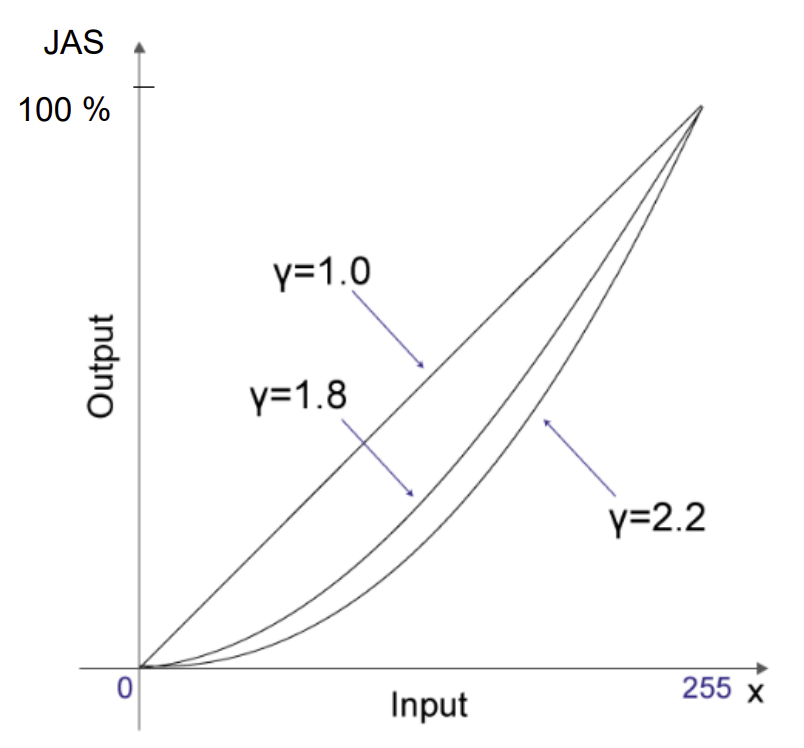 JAS
100 %
γ=1.0
γ=1.8
Output
γ=2.2
0
255 x
Input